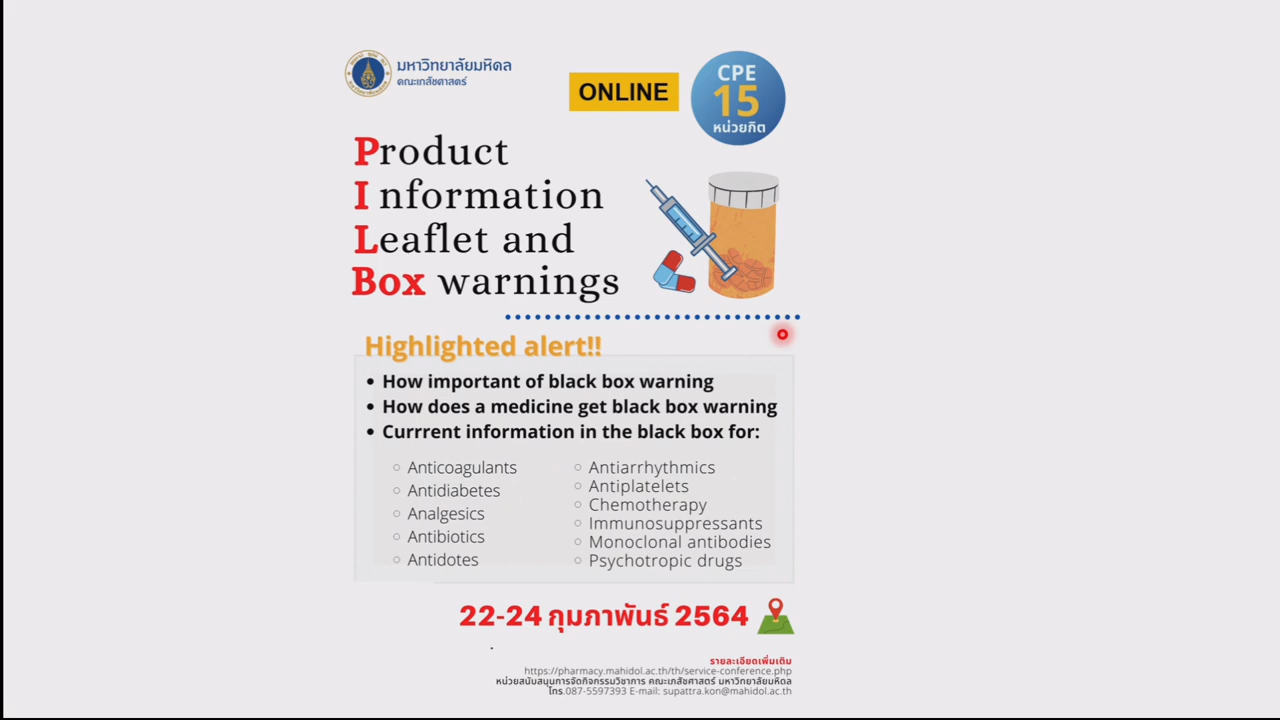 มหาวิทยาลัยมหิดล
คณะเภสัชศาสตร์
ONLINE
CPE
15
หน่วยกิต
Product
Information
Leaflet and
Box warnings
Highlighted alert!!
• How important of black box warning
• How does a medicine get black box warning
• Currrent information in the black box for:
○ Anticoagulants
○ Antidiabetes
○ Analgesics
○ Antibiotics
○ Antidotes
○ Antiarrhythmics
○ Antiplatelets
○ Chemotherapy
○ Immunosuppressants
○ Monoclonal antibodies
○ Psychotropic drugs
22-24 กุมภาพันธ์ 2564
รายละเอียดเพิ่มเติม
https://pharmacy.mahidol.ac.th/th/service-conference.php
หน่วยสนับสนุนการจัดกิจกรรมวิชาการ คณะเภสัชศาสตร์ มหาวิทยาลัยมหิดล
โทร.087-5597393 E-mail: supattra.kon@mahidol.ac.th